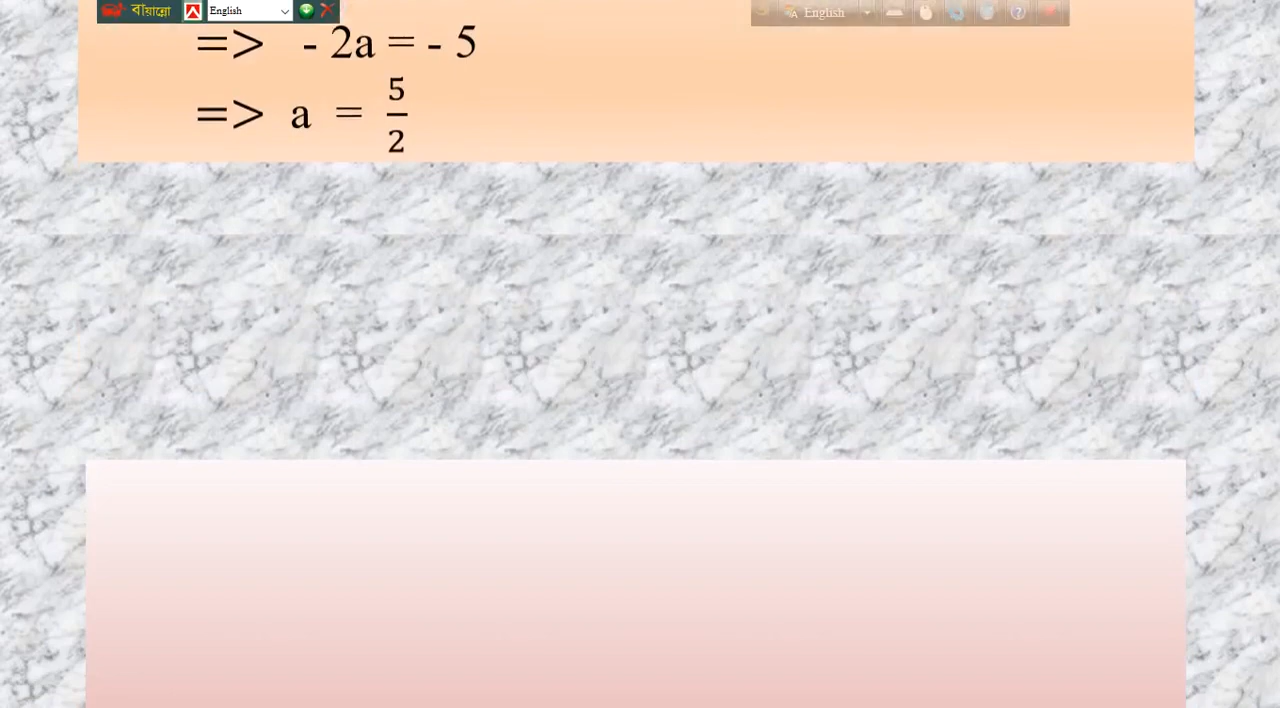 বায়ান্নো English English
=> - 2a = - 5
=> a = 5/2